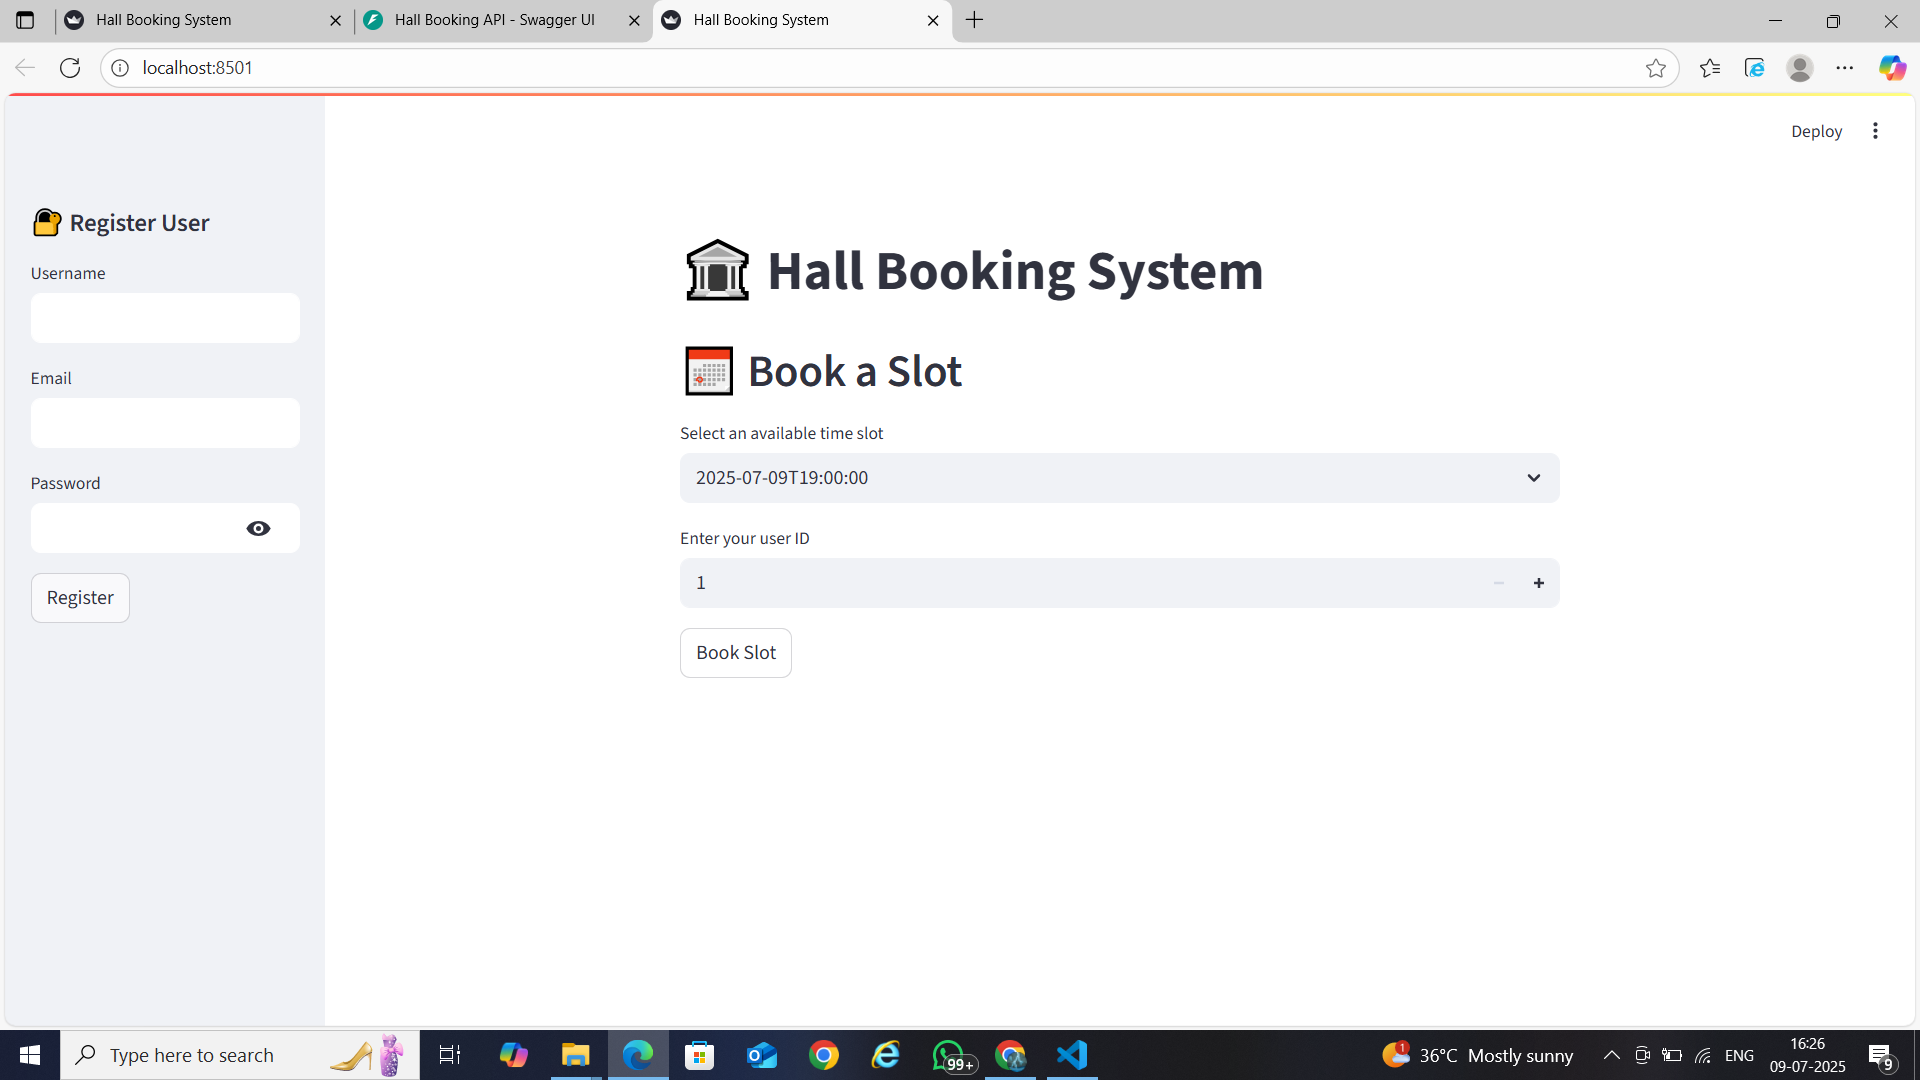 Hall Booking System
Hall Booking API - Swagger UI
Hall Booking System
localhost:8501
Deploy
Register User
Username
Email
Password
Register
Hall Booking System
Book a Slot
Select an available time slot
2025-07-09T19:00:00
Enter your user ID
1
Book Slot
Type here to search
99+
1
36°C Mostly sunny
ENG
16:26
09-07-2025
9